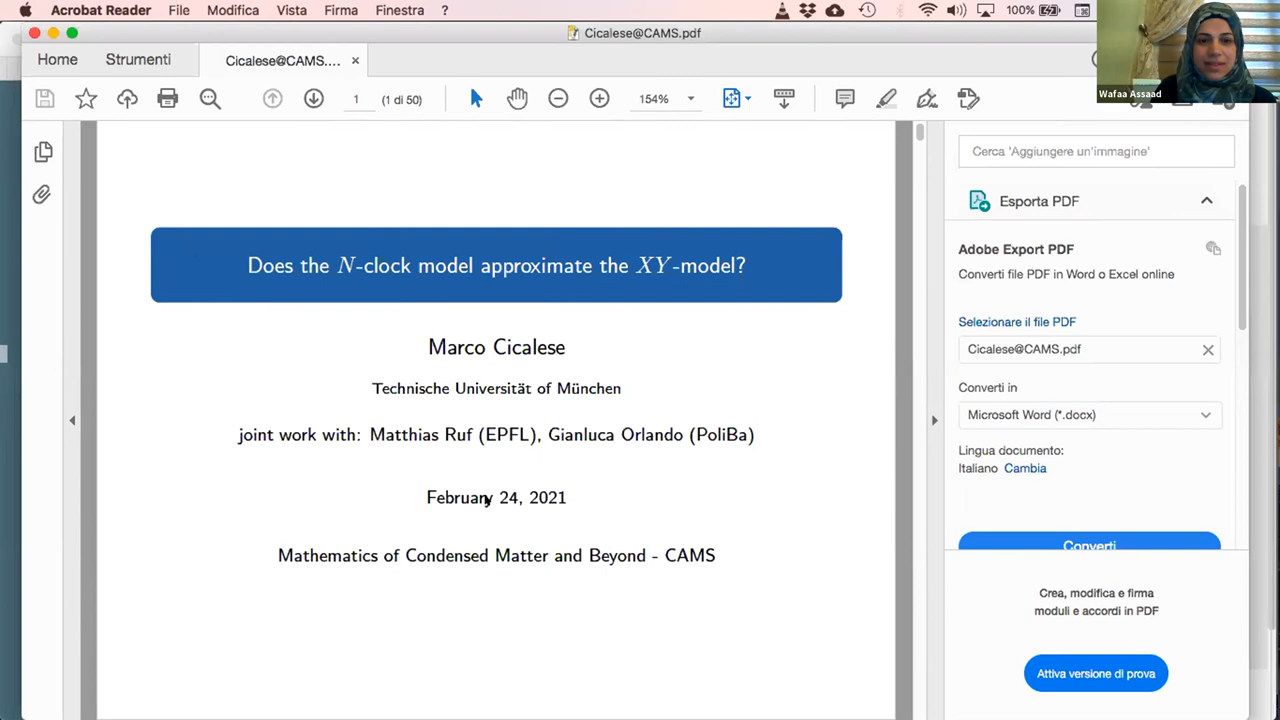 Acrobat Reader File Modifica Vista Firma Finestra ? 100%
Cicalese@CAMS.pdf
Home Strumenti Cicalese@CAMS.... ×
1 (1 di 50) 154%
Wafaa Assaad
Does the N-clock model approximate the XY-model?
Marco Cicalese
Technische Universität of München
joint work with: Matthias Ruf (EPFL), Gianluca Orlando (PoliBa)
February 24, 2021
Mathematics of Condensed Matter and Beyond - CAMS
Cerca 'Aggiungere un'immagine'
Esporta PDF
Adobe Export PDF
Converti file PDF in Word o Excel online
Selezionare il file PDF
Cicalese@CAMS.pdf
Converti in
Microsoft Word (*.docx)
Lingua documento:
Italiano Cambia
Converti
Crea, modifica e firma
moduli e accordi in PDF
Attiva versione di prova